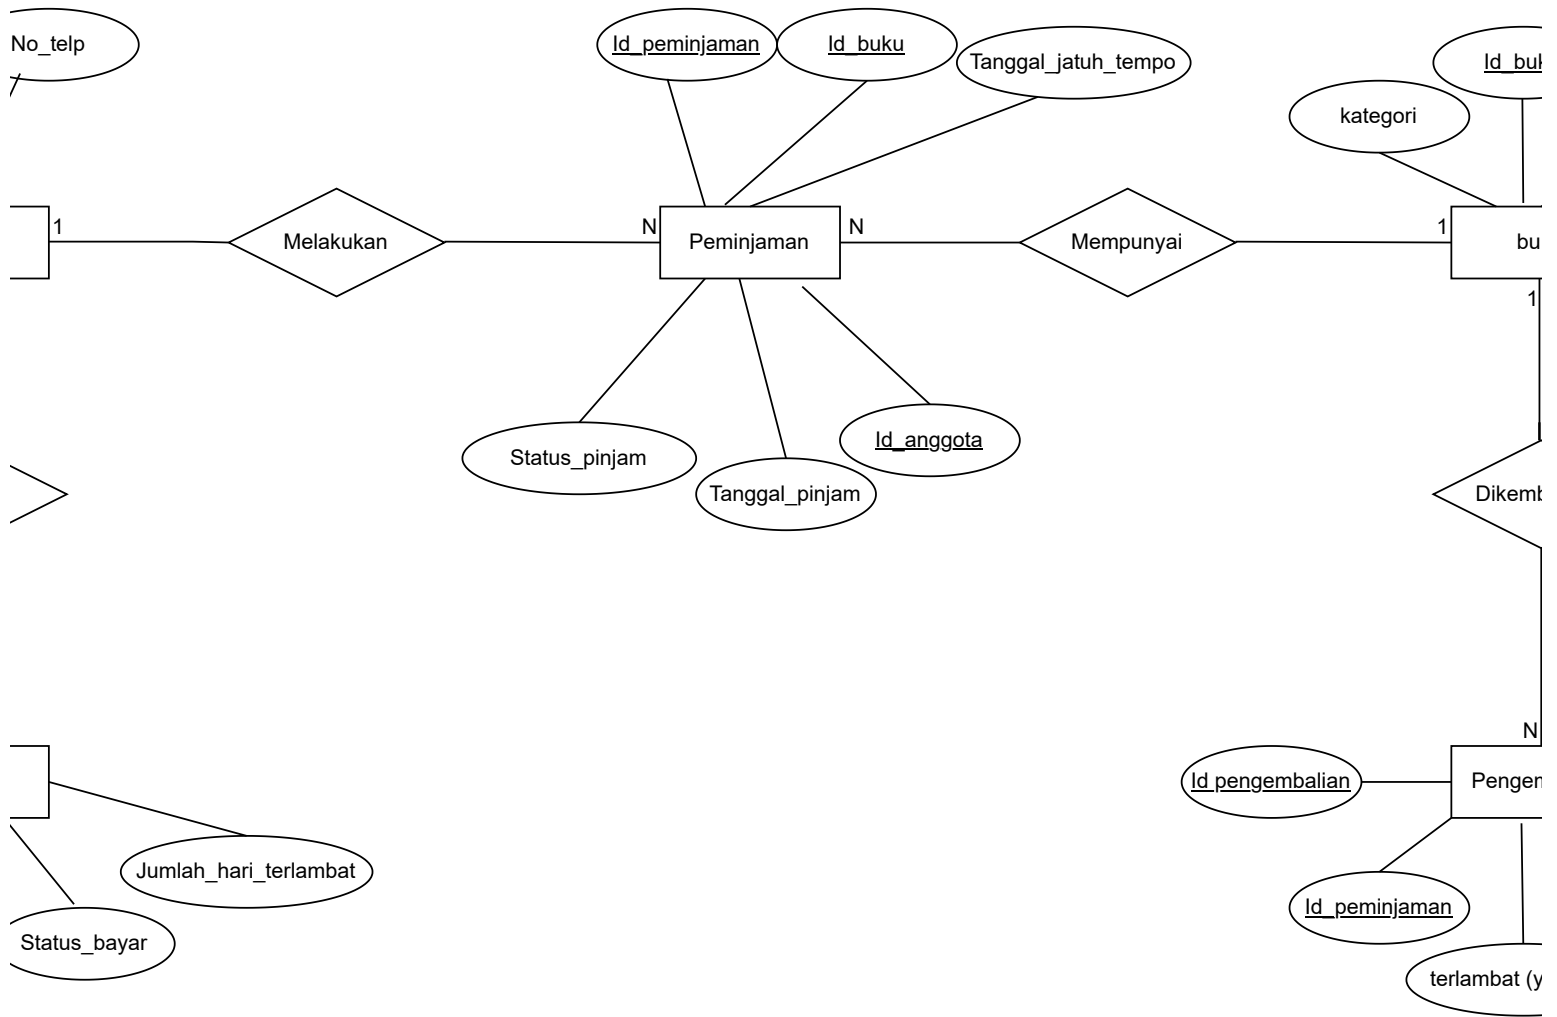 No_telp
Id_peminjaman
Id_buku
Tanggal_jatuh_tempo
kategori
1
Melakukan
N
Peminjaman
N
Mempunyai
1
1
Status_pinjam
Tanggal_pinjam
Id_anggota
N
Id pengembalian
Id_peminjaman
Jumlah_hari_terlambat
Status_bayar
terlambat